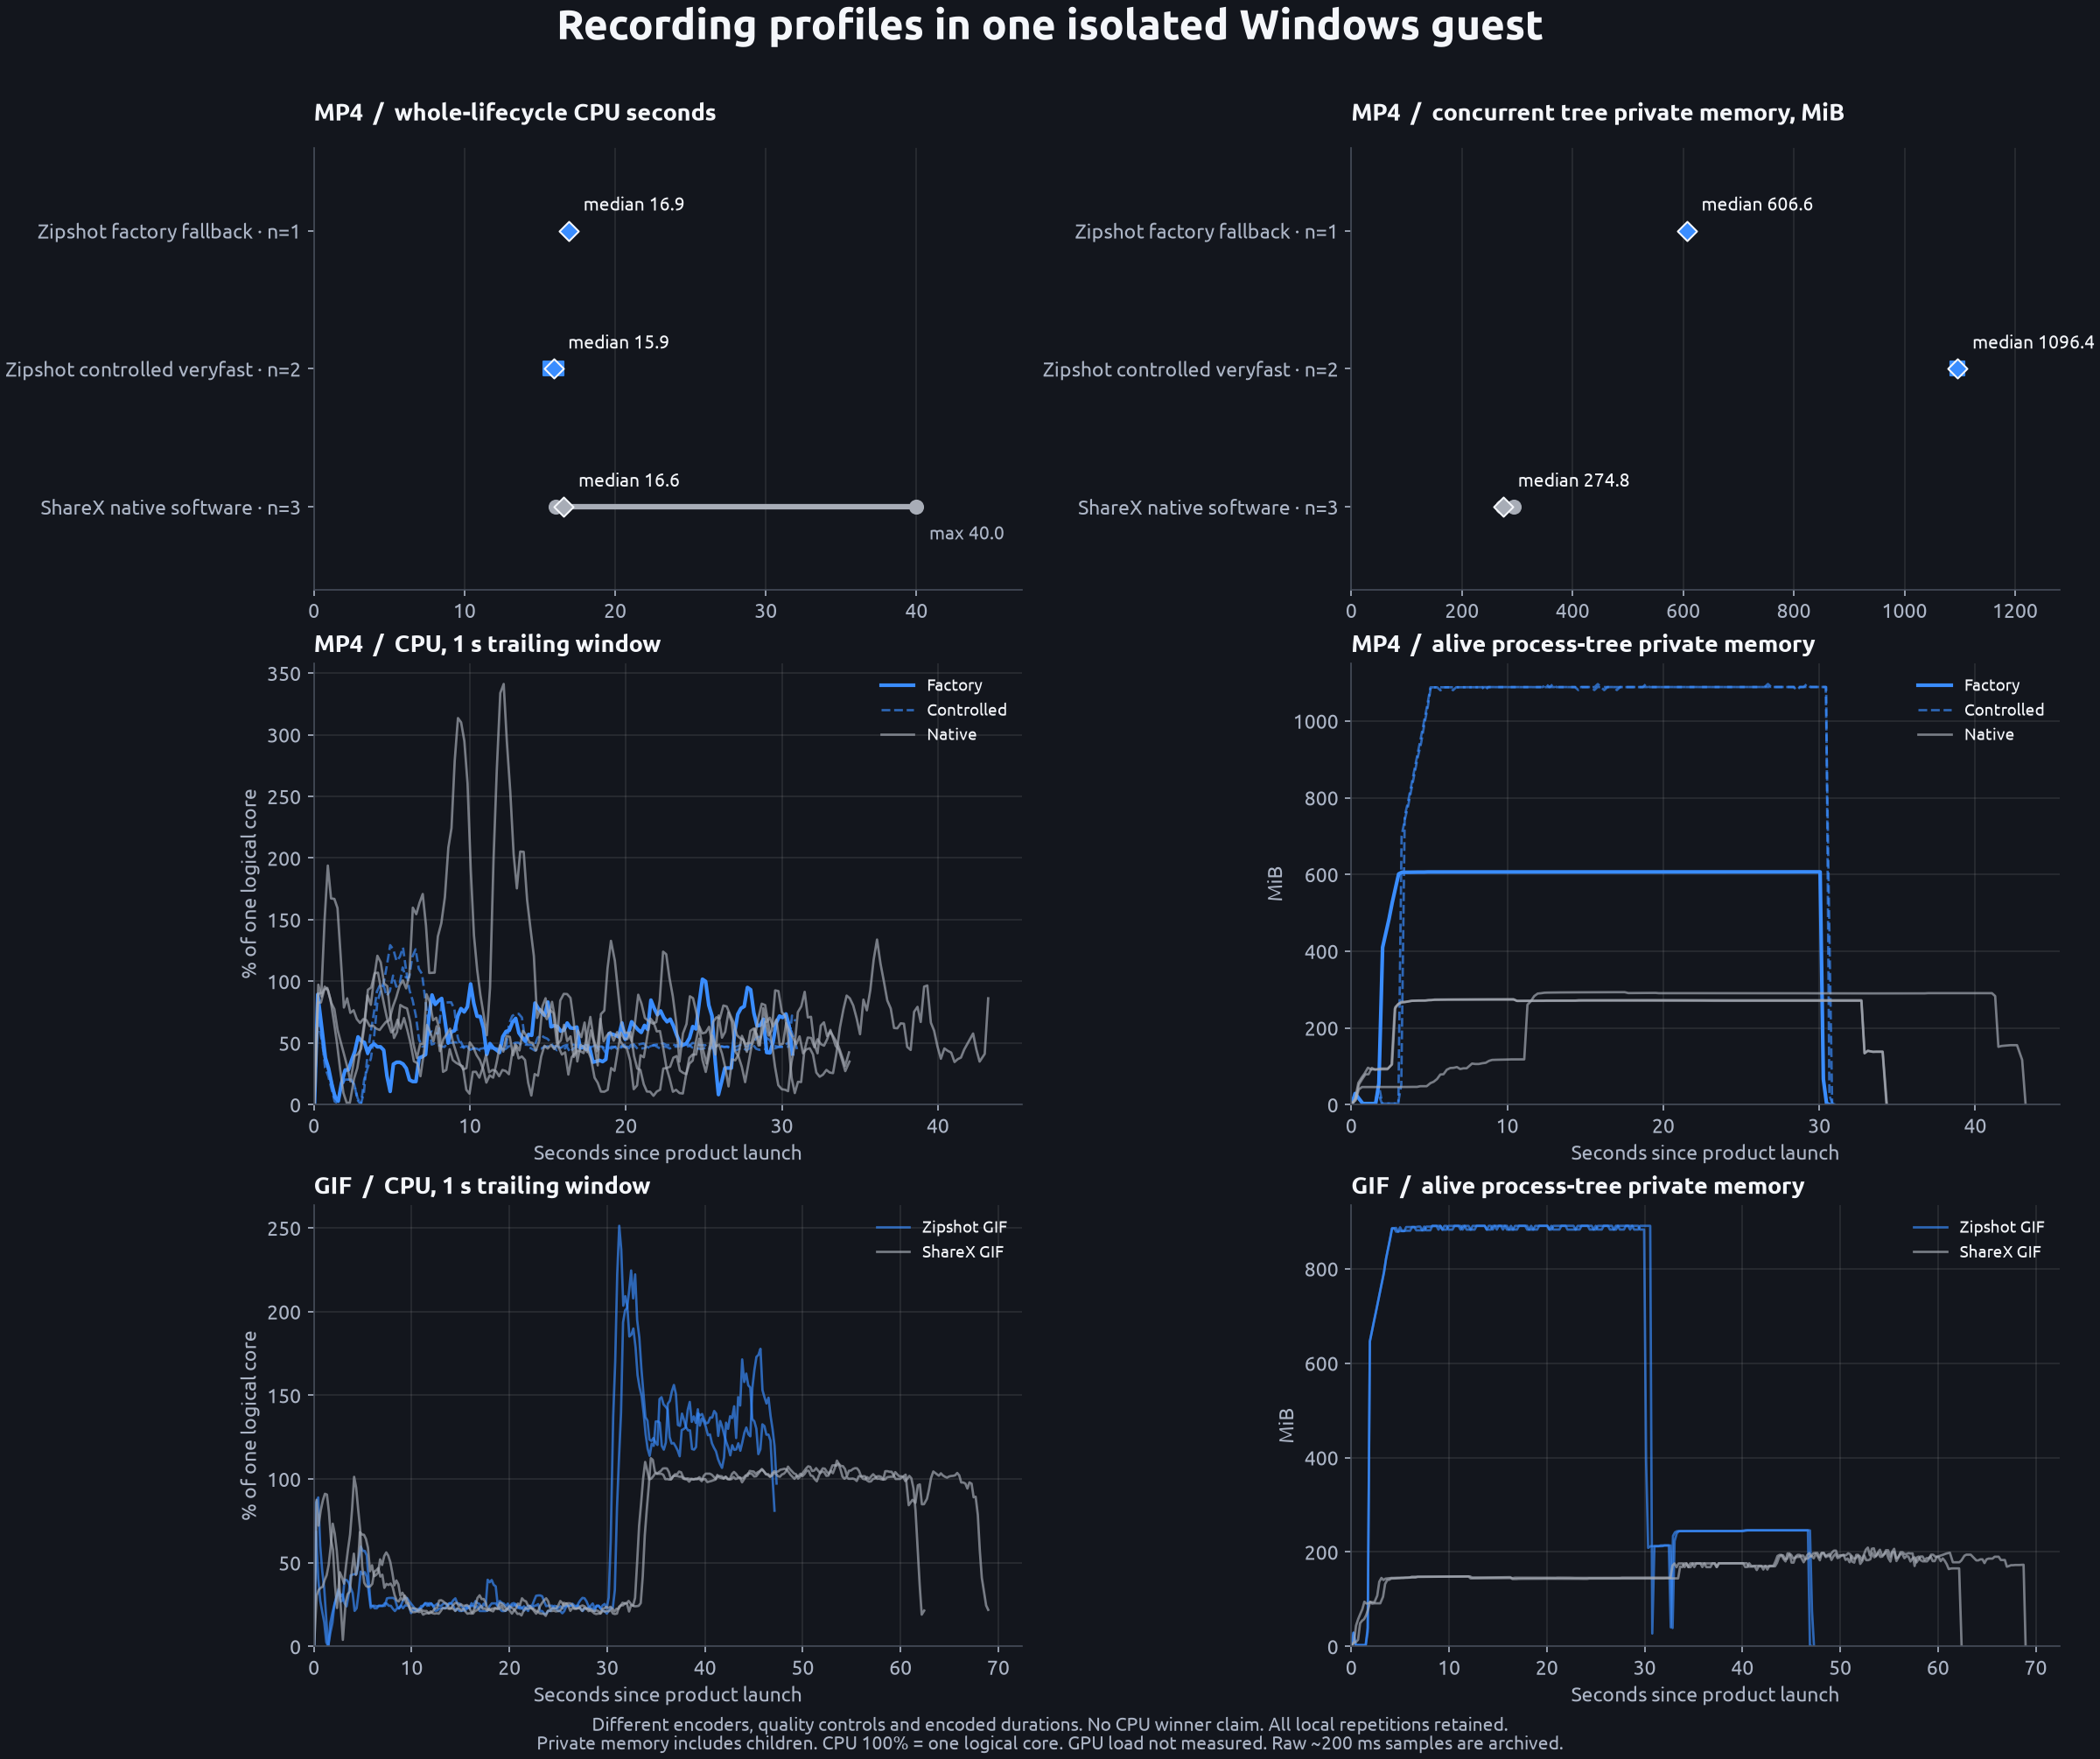 Recording profiles in one isolated Windows guest
MP4 / whole-lifecycle CPU seconds
Zipshot factory fallback · n=1
median 16.9
Zipshot controlled veryfast · n=2
median 15.9
ShareX native software · n=3
median 16.6
max 40.0
0 10 20 30 40
MP4 / concurrent tree private memory, MiB
Zipshot factory fallback · n=1
median 606.6
Zipshot controlled veryfast · n=2
median 1096.4
ShareX native software · n=3
median 274.8
0 200 400 600 800 1000 1200
MP4 / CPU, 1 s trailing window
Factory
Controlled
Native
% of one logical core
350
300
250
200
150
100
50
0
0 10 20 30 40
Seconds since product launch
MP4 / alive process-tree private memory
Factory
Controlled
Native
MiB
1000
800
600
400
200
0
0 10 20 30 40
Seconds since product launch
GIF / CPU, 1 s trailing window
Zipshot GIF
ShareX GIF
% of one logical core
250
200
150
100
50
0
0 10 20 30 40 50 60 70
Seconds since product launch
GIF / alive process-tree private memory
Zipshot GIF
ShareX GIF
MiB
800
600
400
200
0
0 10 20 30 40 50 60 70
Seconds since product launch
Different encoders, quality controls and encoded durations. No CPU winner claim. All local repetitions retained.
Private memory includes children. CPU 100% = one logical core. GPU load not measured. Raw ~200 ms samples are archived.